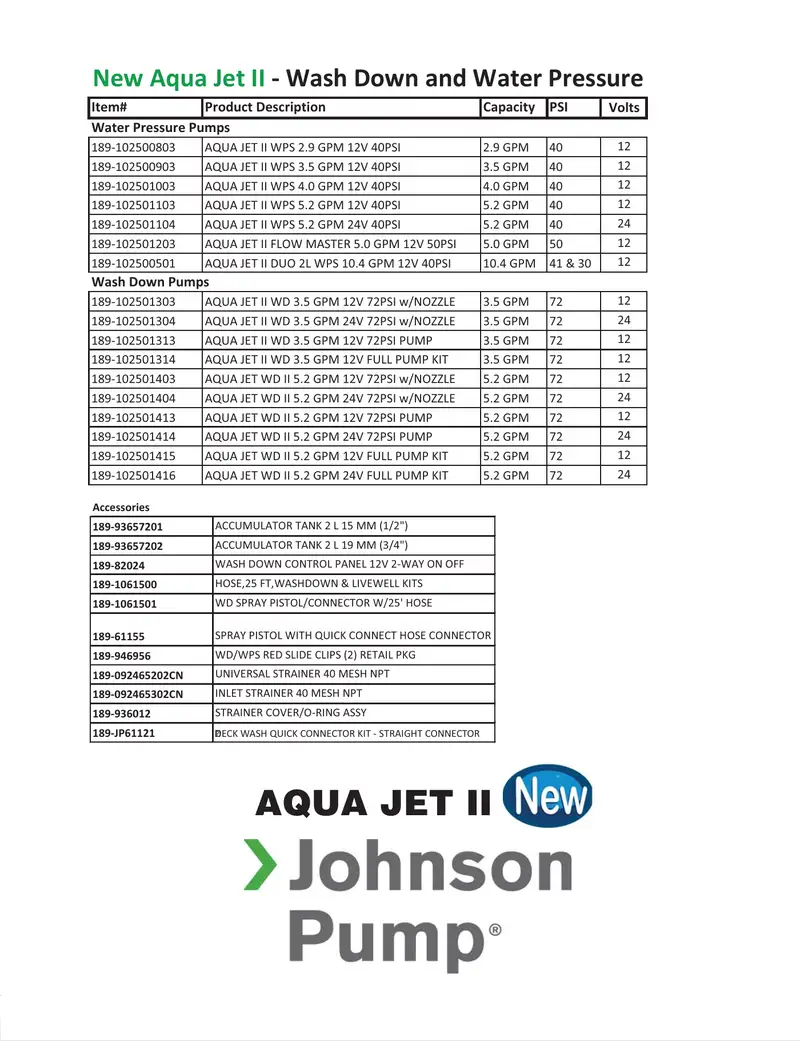 New Aqua Jet II - Wash Down and Water Pressure
Item# Product Description Capacity PSI Volts
Water Pressure Pumps
189-102500803 AQUA JET II WPS 2.9 GPM 12V 40PSI 2.9 GPM 40 12
189-102500903 AQUA JET II WPS 3.5 GPM 12V 40PSI 3.5 GPM 40 12
189-102501003 AQUA JET II WPS 4.0 GPM 12V 40PSI 4.0 GPM 40 12
189-102501103 AQUA JET II WPS 5.2 GPM 12V 40PSI 5.2 GPM 40 12
189-102501104 AQUA JET II WPS 5.2 GPM 24V 40PSI 5.2 GPM 40 24
189-102501203 AQUA JET II FLOW MASTER 5.0 GPM 12V 50PSI 5.0 GPM 50 12
189-102500501 AQUA JET II DUO 2L WPS 10.4 GPM 12V 40PSI 10.4 GPM 41 & 30 12
Wash Down Pumps
189-102501303 AQUA JET II WD 3.5 GPM 12V 72PSI w/NOZZLE 3.5 GPM 72 12
189-102501304 AQUA JET II WD 3.5 GPM 24V 72PSI w/NOZZLE 3.5 GPM 72 24
189-102501313 AQUA JET II WD 3.5 GPM 12V 72PSI PUMP 3.5 GPM 72 12
189-102501314 AQUA JET II WD 3.5 GPM 12V FULL PUMP KIT 3.5 GPM 72 12
189-102501403 AQUA JET WD II 5.2 GPM 12V 72PSI w/NOZZLE 5.2 GPM 72 12
189-102501404 AQUA JET WD II 5.2 GPM 24V 72PSI w/NOZZLE 5.2 GPM 72 24
189-102501413 AQUA JET WD II 5.2 GPM 12V 72PSI PUMP 5.2 GPM 72 12
189-102501414 AQUA JET WD II 5.2 GPM 24V 72PSI PUMP 5.2 GPM 72 24
189-102501415 AQUA JET WD II 5.2 GPM 12V FULL PUMP KIT 5.2 GPM 72 12
189-102501416 AQUA JET WD II 5.2 GPM 24V FULL PUMP KIT 5.2 GPM 72 24
Accessories
189-93657201 ACCUMULATOR TANK 2 L 15 MM (1/2")
189-93657202 ACCUMULATOR TANK 2 L 19 MM (3/4")
189-82024 WASH DOWN CONTROL PANEL 12V 2-WAY ON OFF
189-1061500 HOSE,25 FT,WASHDOWN & LIVEWELL KITS
189-1061501 WD SPRAY PISTOL/CONNECTOR W/25' HOSE
189-61155 SPRAY PISTOL WITH QUICK CONNECT HOSE CONNECTOR
189-946956 WD/WPS RED SLIDE CLIPS (2) RETAIL PKG
189-092465202CN UNIVERSAL STRAINER 40 MESH NPT
189-092465302CN INLET STRAINER 40 MESH NPT
189-936012 STRAINER COVER/O-RING ASSY
189-JP61121 DECK WASH QUICK CONNECTOR KIT - STRAIGHT CONNECTOR
AQUA JET II New
Johnson
Pump®